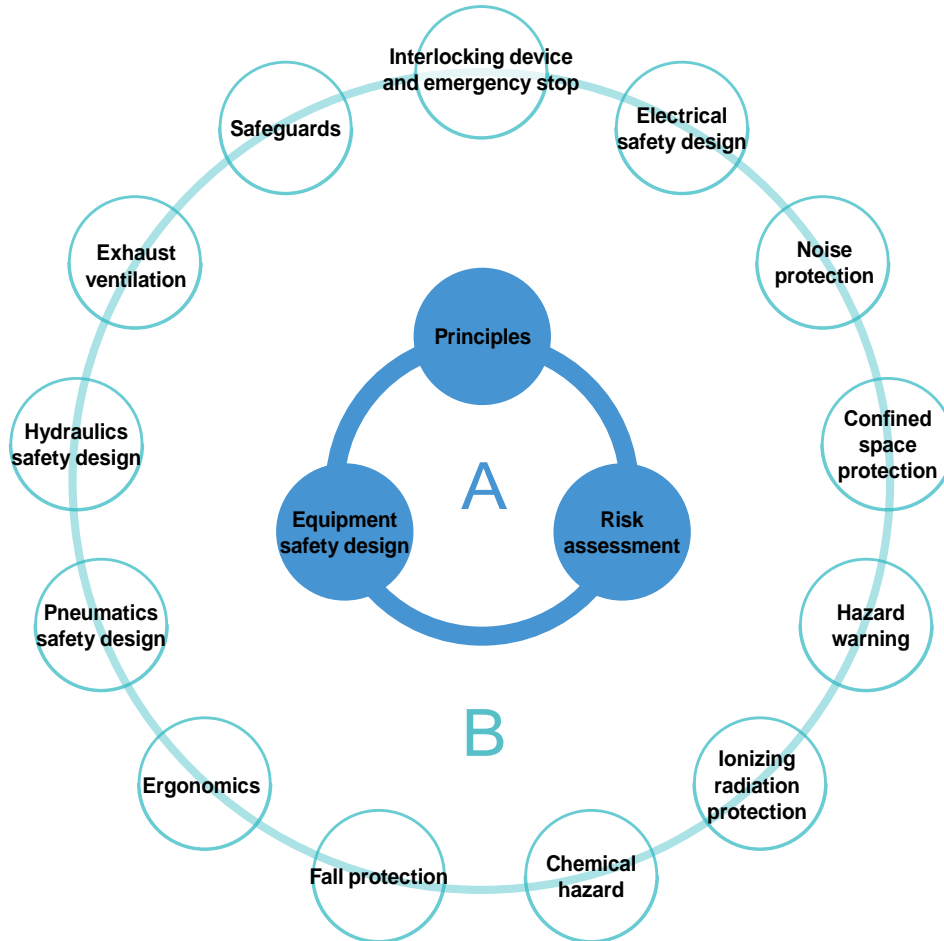 Interlocking device
and emergency stop
Electrical
safety design
Noise
protection
Confined
space
protection
Hazard
warning
Ionizing
radiation
protection
Chemical
hazard
Fall protection
Ergonomics
Pneumatics
safety design
Hydraulics
safety design
Exhaust
ventilation
Safeguards
Principles
Risk
assessment
Equipment
safety design
A
B